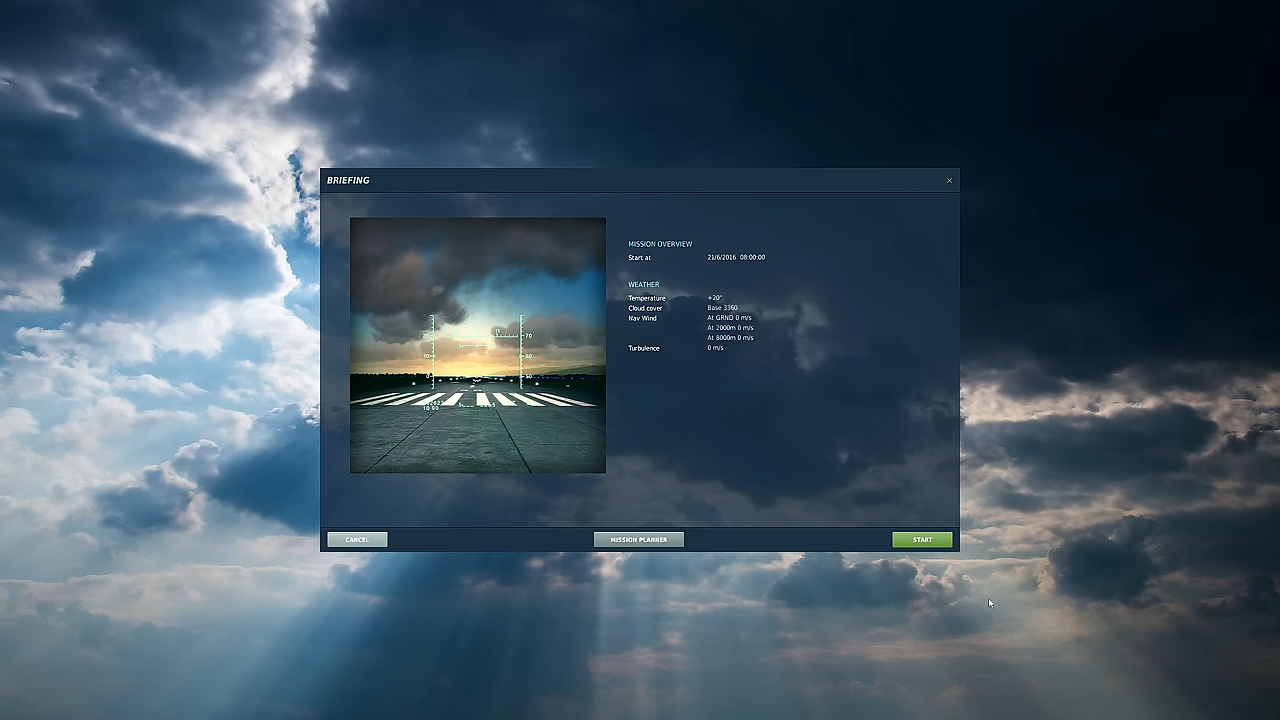 BRIEFING
MISSION OVERVIEW
Start at 21/6/2016 08:00:00
WEATHER
Temperature +20°
Cloud cover Base 3360
Nav Wind At GRND 0 m/s
At 2000m 0 m/s
At 8000m 0 m/s
Turbulence 0 m/s
CANCEL MISSION PLANNER START